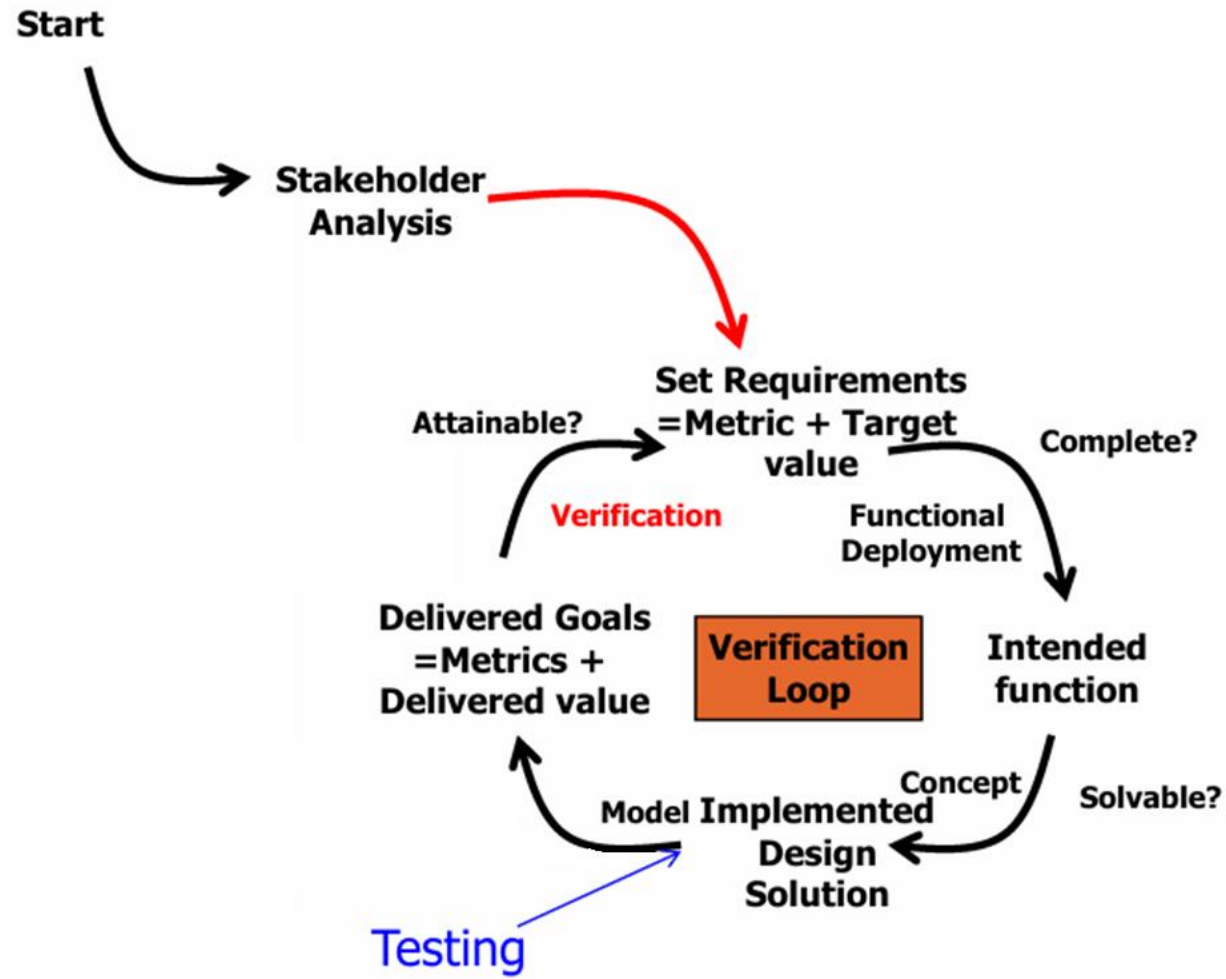 Start
Stakeholder
Analysis
Set Requirements
=Metric + Target
value
Attainable?
Complete?
Verification
Functional
Deployment
Delivered Goals
=Metrics +
Delivered value
Verification
Loop
Intended
function
Concept
Solvable?
Model
Implemented
Design
Solution
Testing